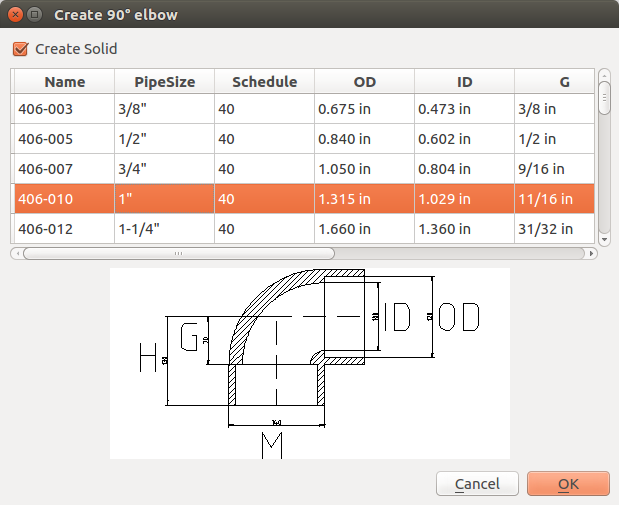 Create 90° elbow
Create Solid
Name PipeSize Schedule OD ID G
406-003 3/8" 40 0.675 in 0.473 in 3/8 in
406-005 1/2" 40 0.840 in 0.602 in 1/2 in
406-007 3/4" 40 1.050 in 0.804 in 9/16 in
406-010 1" 40 1.315 in 1.029 in 11/16 in
406-012 1-1/4" 40 1.660 in 1.360 in 31/32 in
H G ID OD
M
Cancel OK